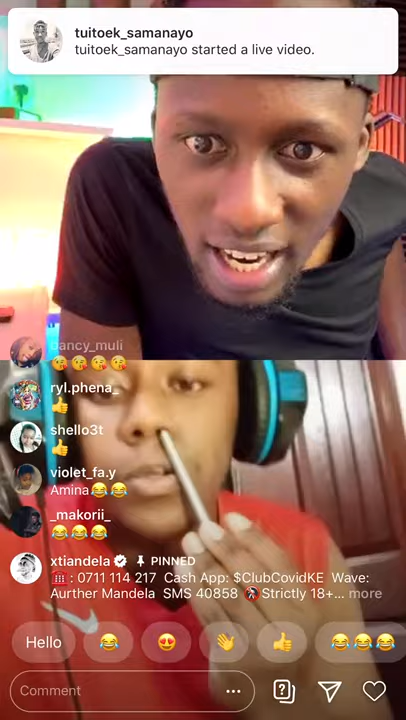 tuitoek_samanayo
tuitoek_samanayo started a live video.
bancy_muli
😘😘😘😘
ryl.phena_
👍
shello3t
👍
violet_fa.y
Amina😂😂
_makorii_
😂😂😂
xtiandela PINNED
☎️: 0711 114 217 Cash App: $ClubCovidKE Wave:
Aurther Mandela SMS 40858 🔞Strictly 18+... more
Hello 😂 😍 👋 👍 😂😂😂
Comment